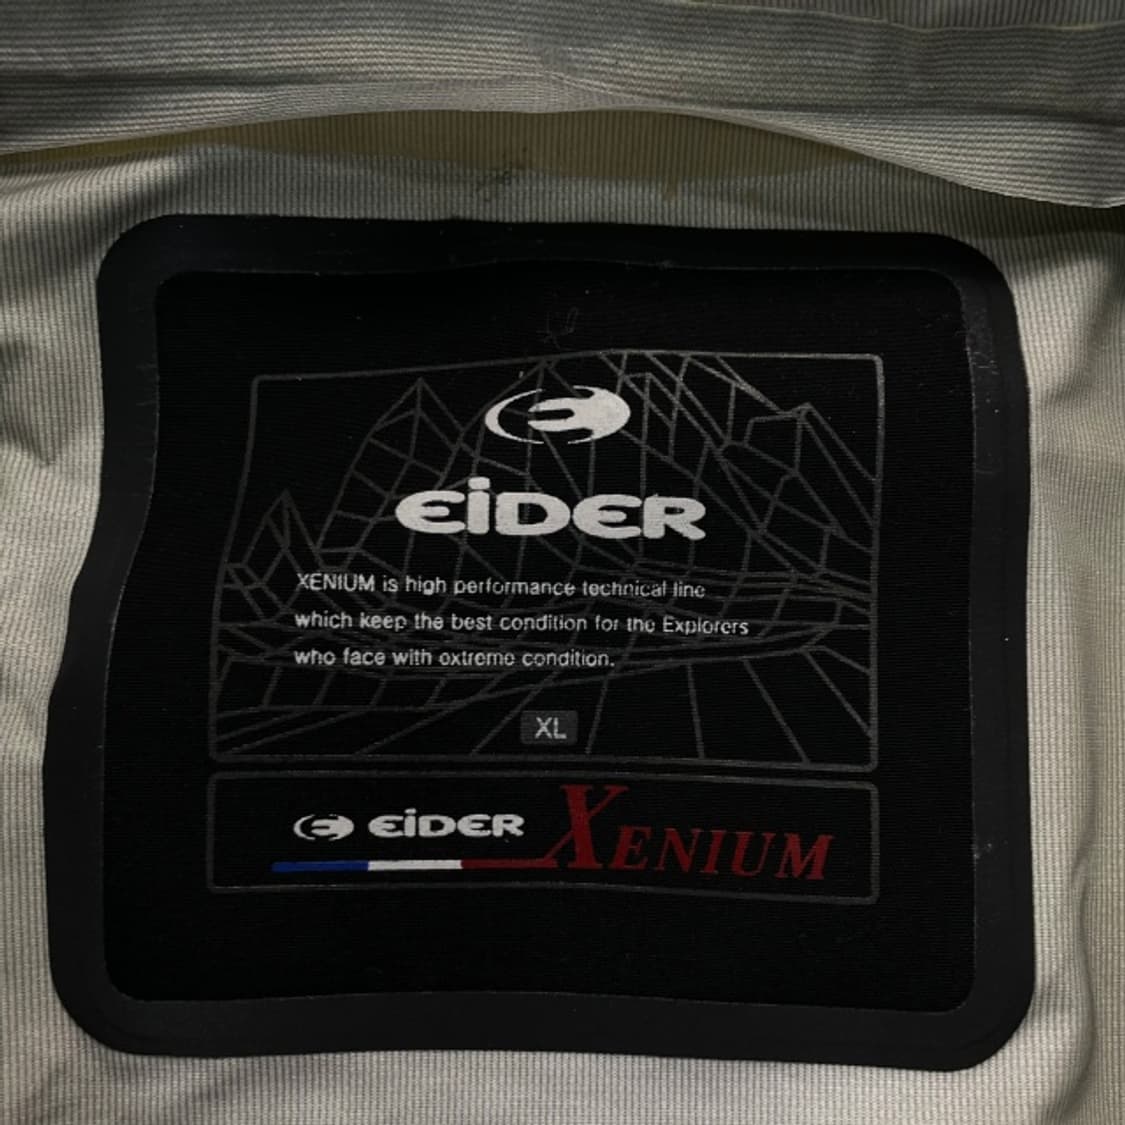 EiDER
XENIUM is high performance technical line
which keep the best condition for the Explorers
who face with extreme condition.
XL
EiDER XENIUM